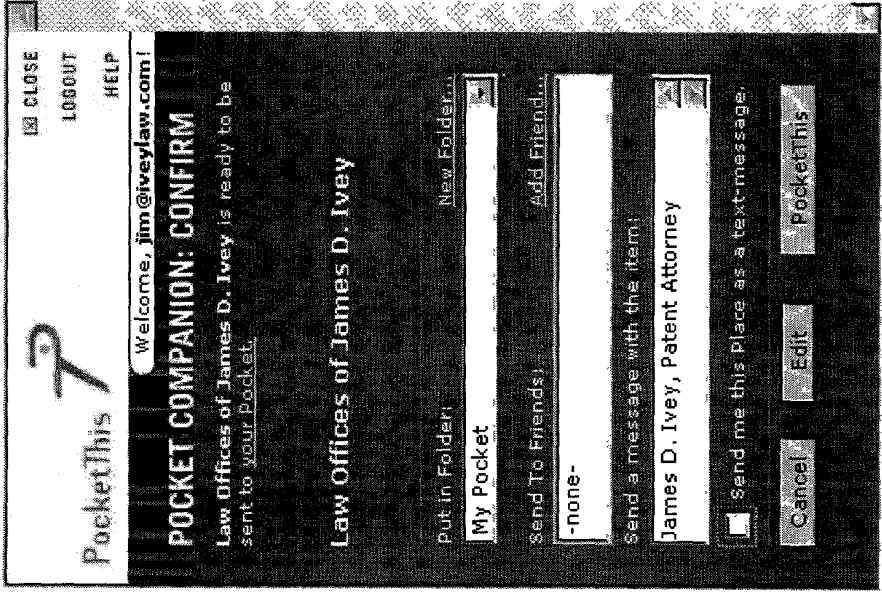 PocketThis
CLOSE
LOGOUT
HELP
Welcome, jim@iveylaw.com!
POCKET COMPANION: CONFIRM
Law Offices of James D. Ivey is ready to be
sent to your Pocket.
Law Offices of James D. Ivey
Put in Folder: New Folder...
My Pocket
Send To Friends: Add Friend...
-none-
Send a message with the item:
James D. Ivey, Patent Attorney
Send me this Place as a text-message.
Cancel Edit PocketThis